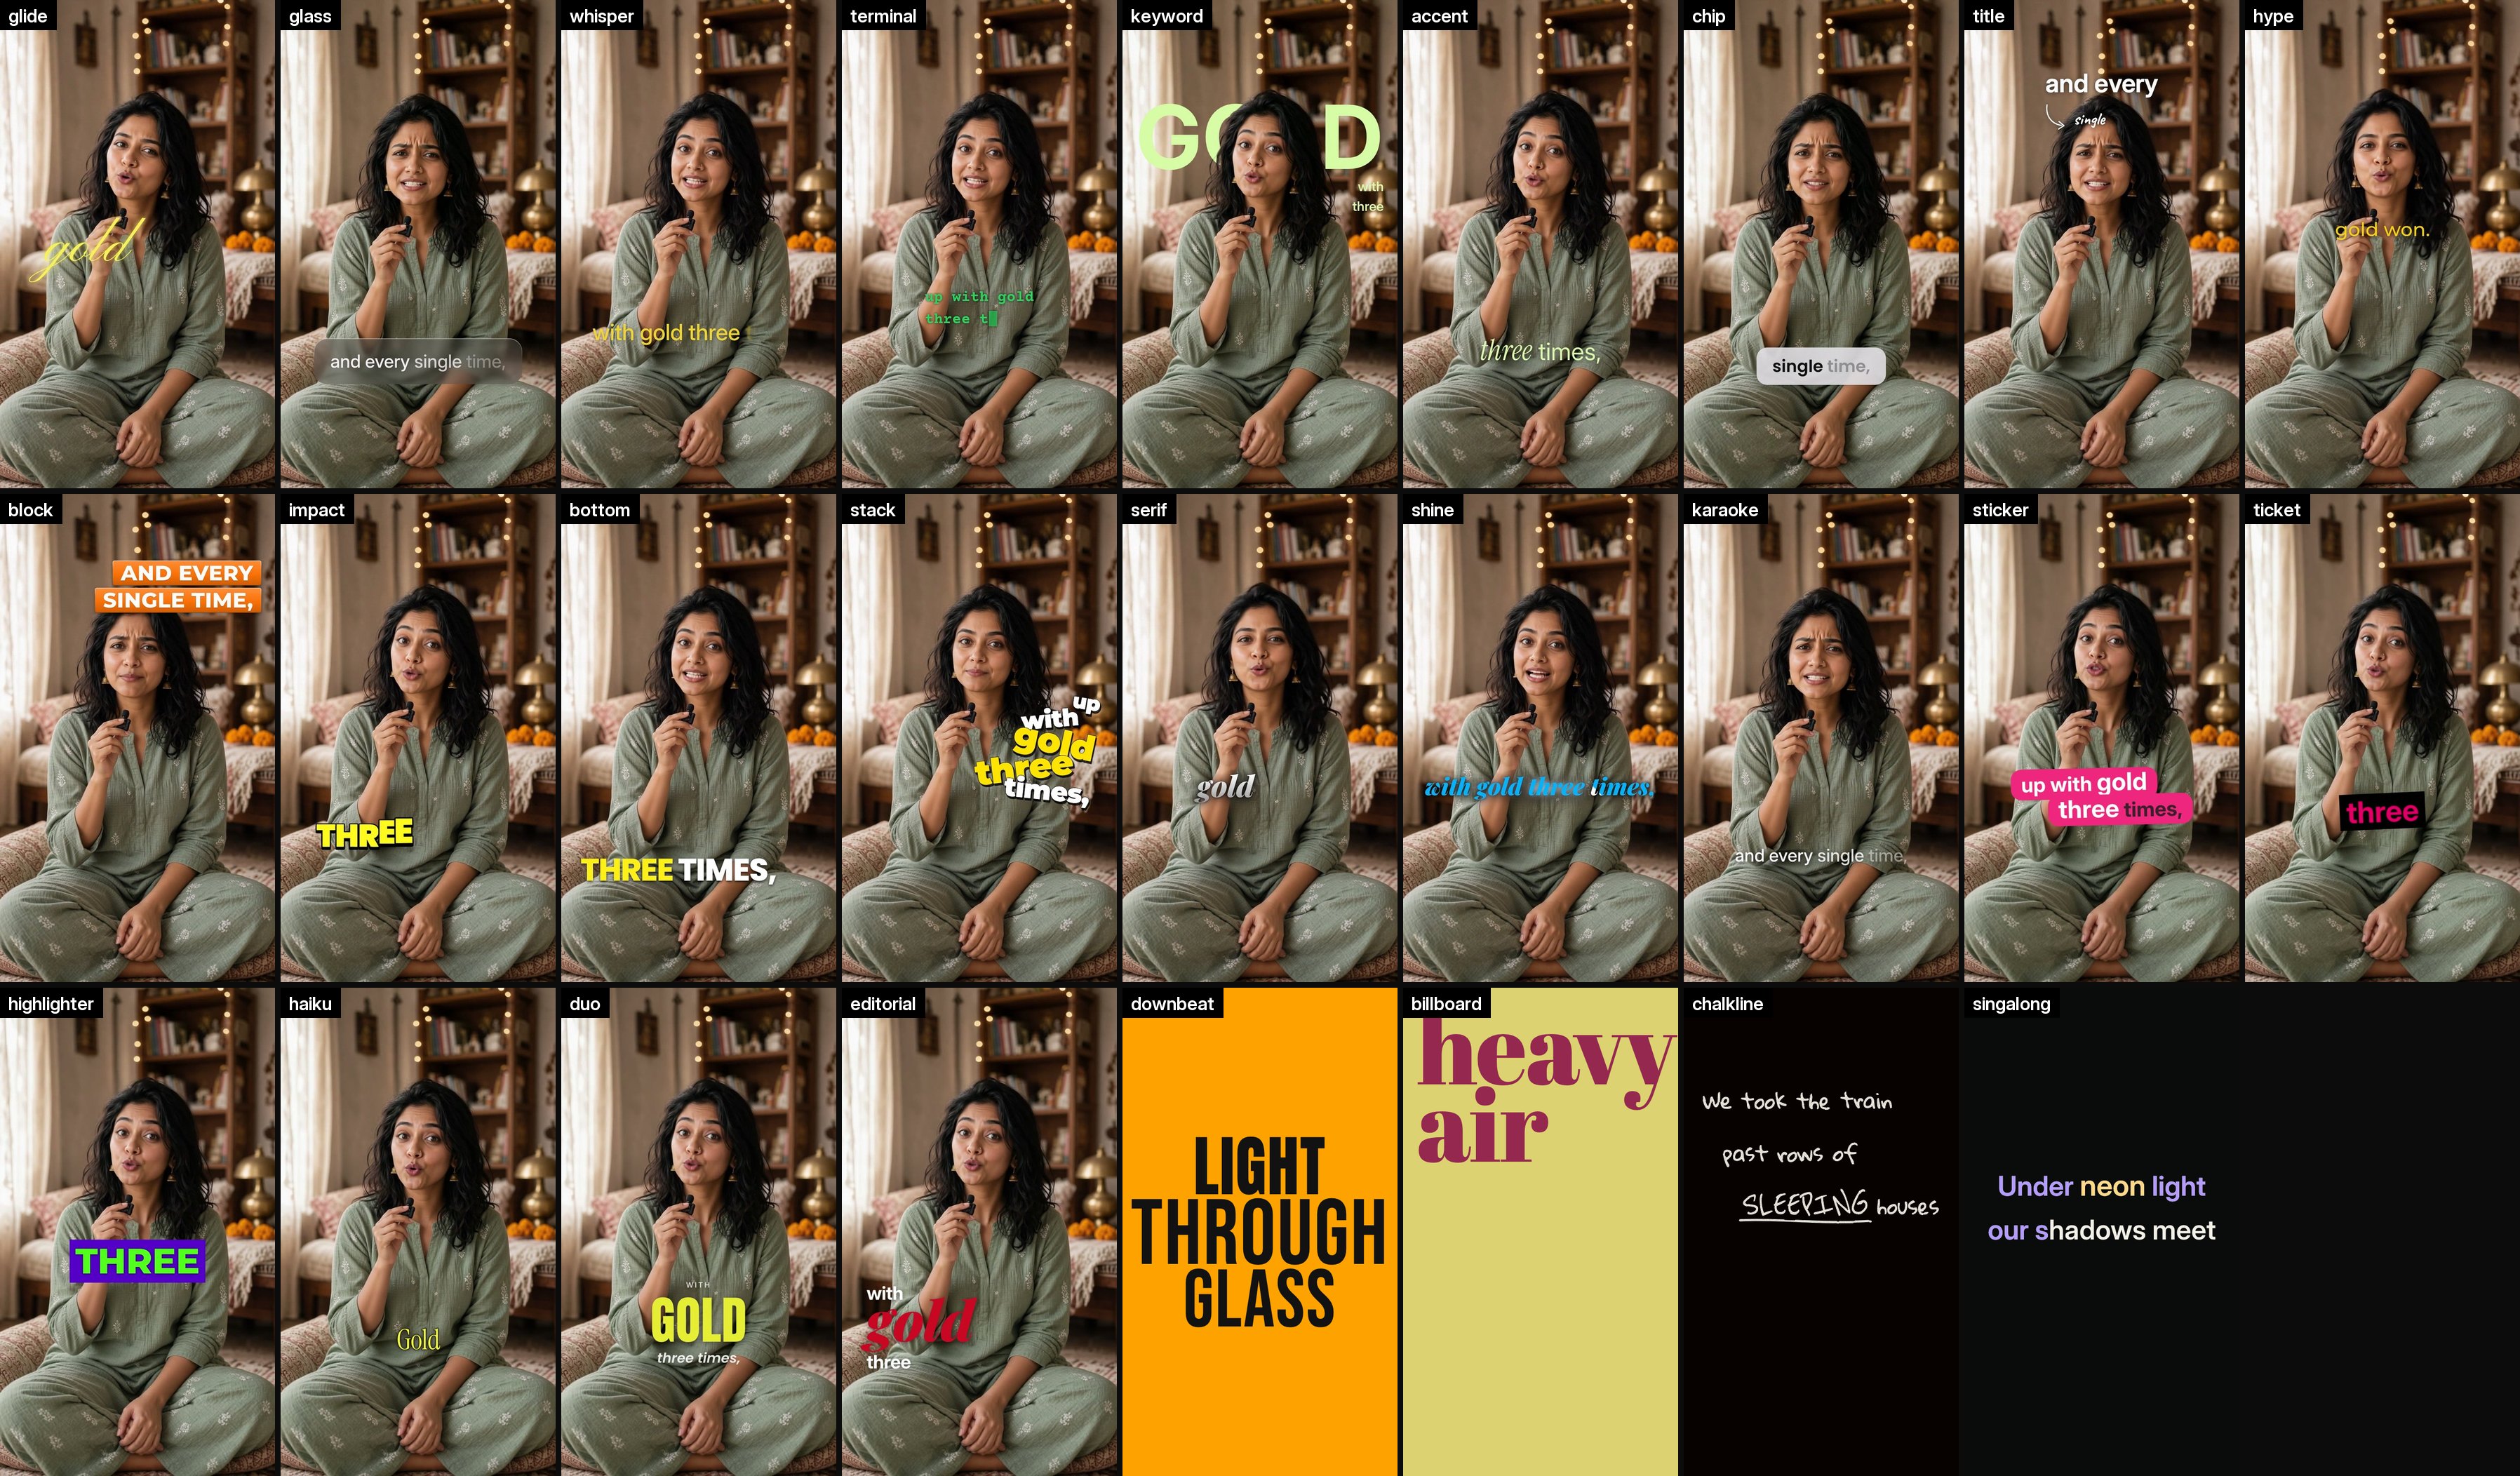 glide
gold
glass
and every single time,
whisper
with gold three t
terminal
up with gold
three t
keyword
GOLD
with
three
accent
three times,
chip
single time,
title
and every
single
hype
gold won.
block
AND EVERY
SINGLE TIME,
impact
THREE
bottom
THREE TIMES,
stack
up
with
gold
three
times,
serif
gold
shine
with gold three times,
karaoke
and every single time,
sticker
up with gold
three times,
ticket
three
highlighter
THREE
haiku
Gold
duo
WITH
GOLD
three times,
editorial
with
gold
three
downbeat
LIGHT
THROUGH
GLASS
billboard
heavy
air
chalkline
We took the train
past rows of
SLEEPING houses
singalong
Under neon light
our shadows meet